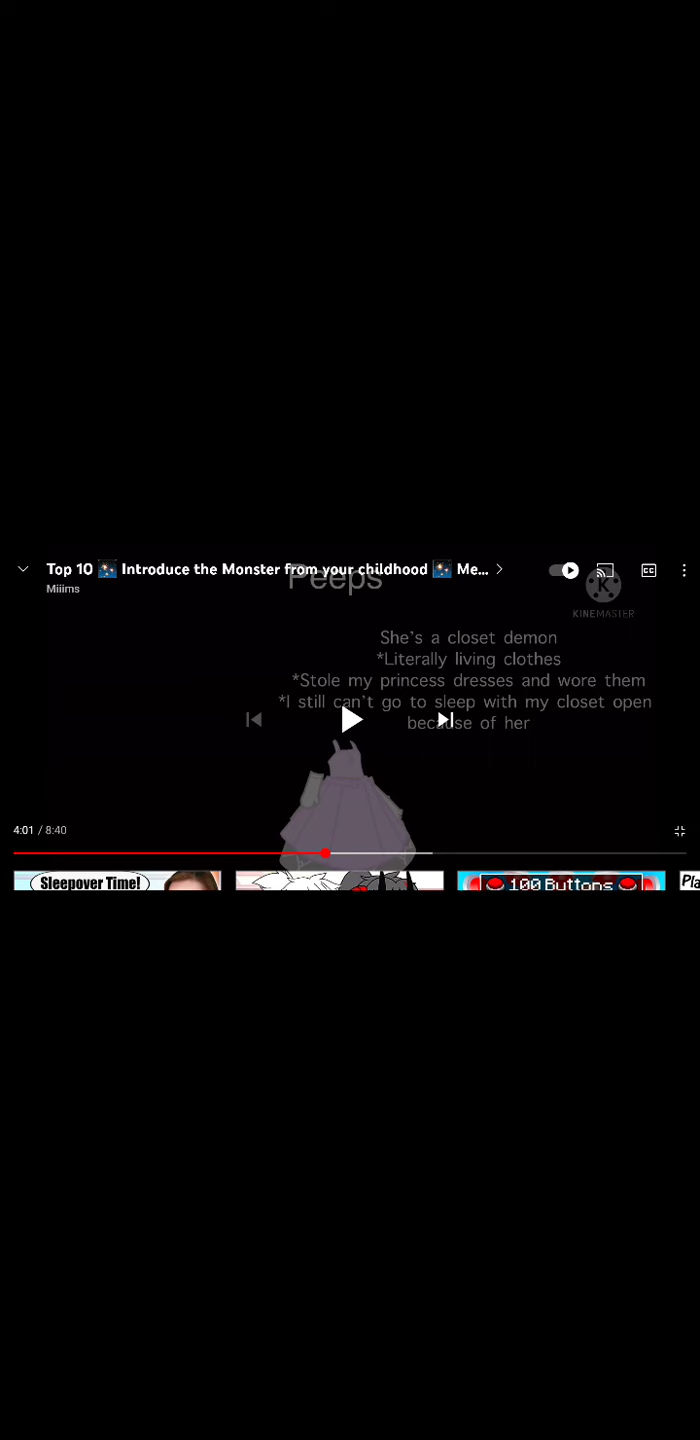 Top 10 🌠 Introduce the Monster from your childhood 🌠 Me...
Miiims
Peeps
KINEMASTER
She's a closet demon
*Literally living clothes
*Stole my princess dresses and wore them
*I still can't go to sleep with my closet open
because of her
4:01 / 8:40
Sleepover Time!
100 Buttons